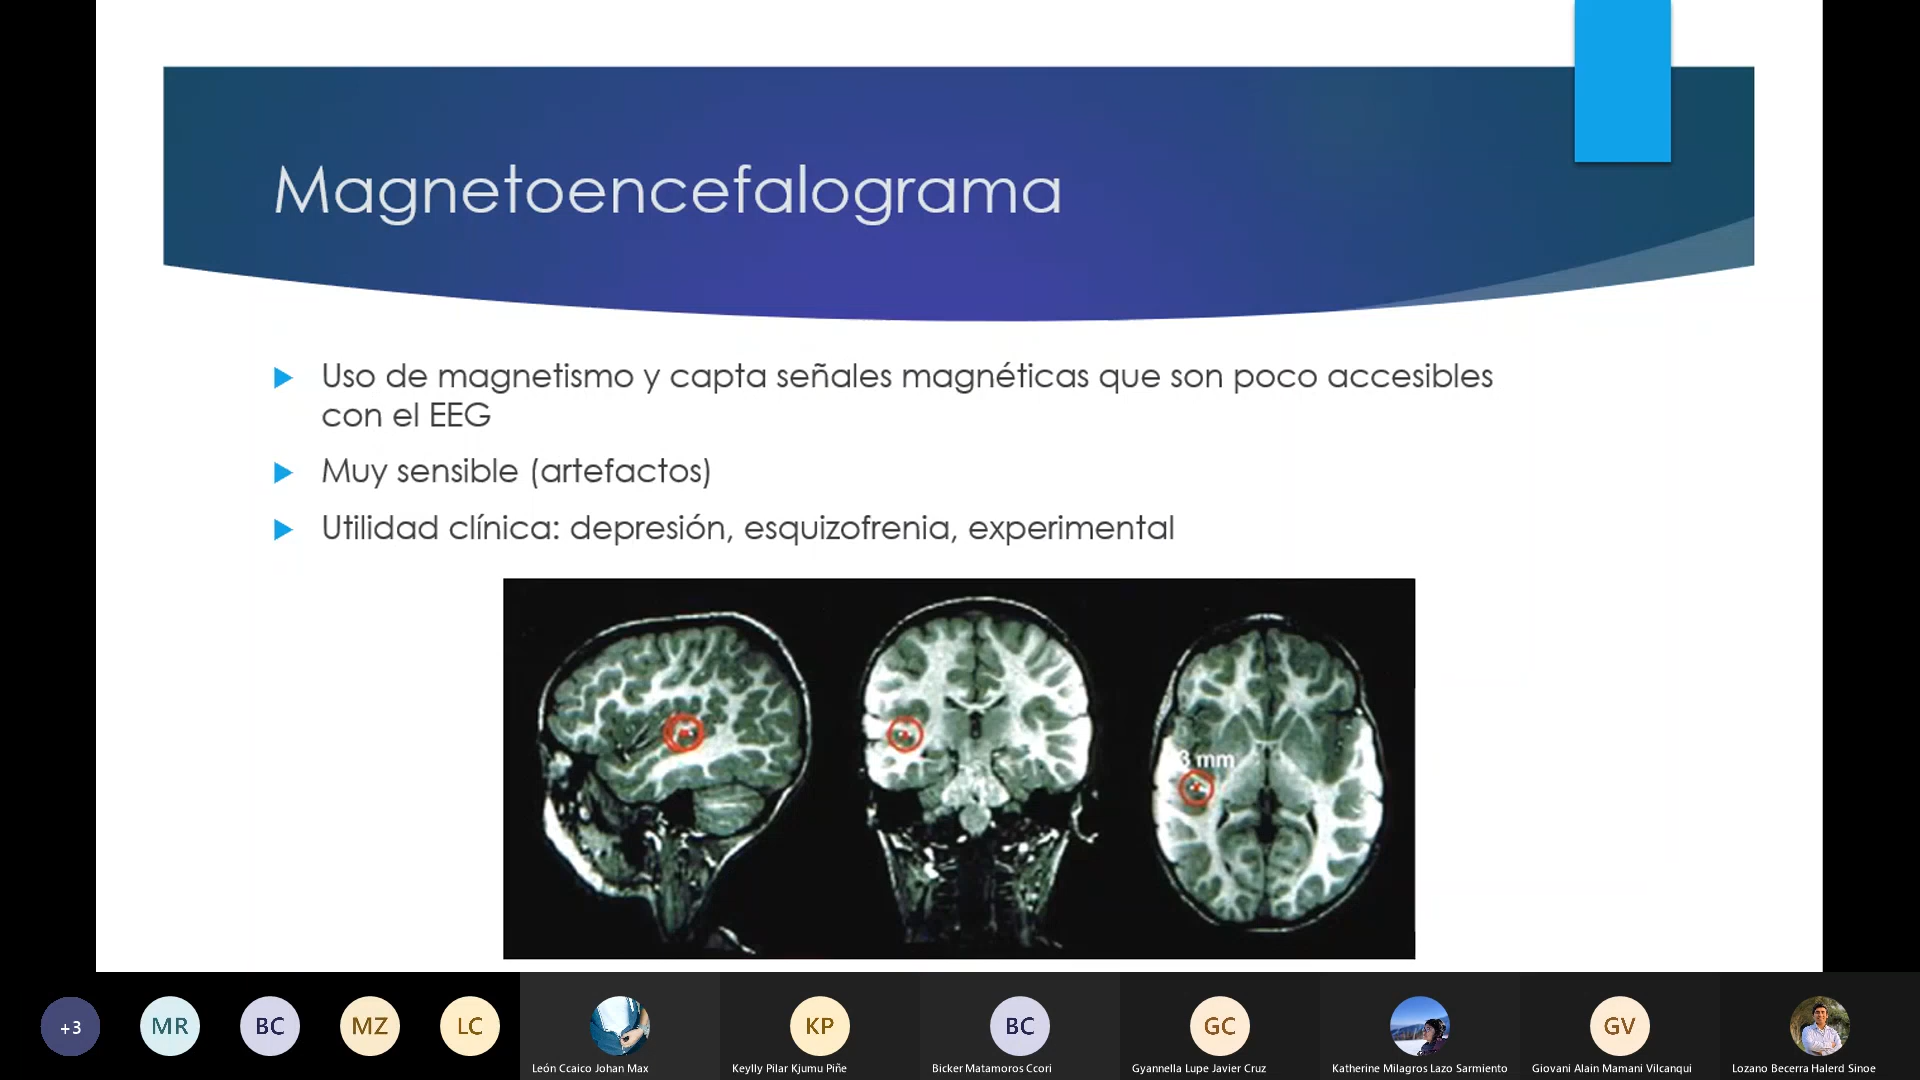 Magnetoencefalograma
Uso de magnetismo y capta señales magnéticas que son poco accesibles
con el EEG
Muy sensible (artefactos)
Utilidad clínica: depresión, esquizofrenia, experimental
3 mm
+3
MR
BC
MZ
LC
KP
BC
GC
GV
León Ccaico Johan Max
Keylly Pilar Kjumu Piñe
Bicker Matamoros Ccori
Gyannella Lupe Javier Cruz
Katherine Milagros Lazo Sarmiento
Giovani Alain Mamani Vilcanqui
Lozano Becerra Halerd Sinoe